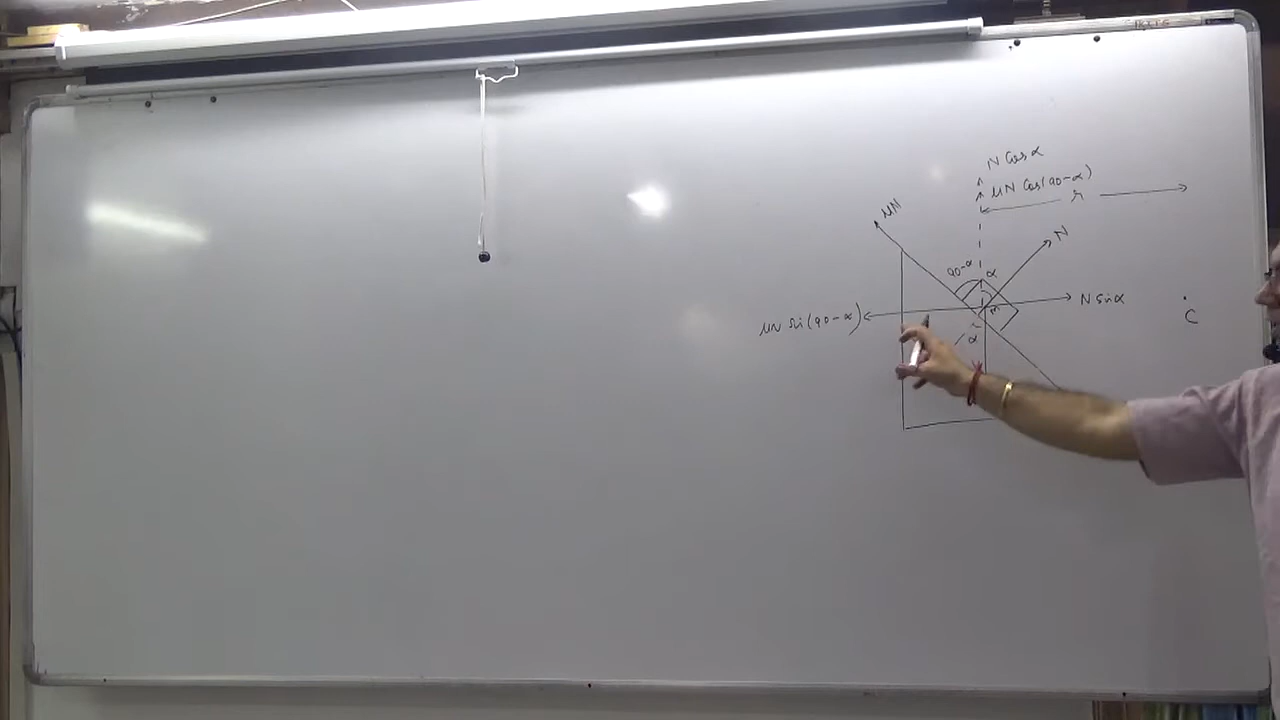 N Cos α
μN Cos(90-α)
r
μN
N
90-α
α
N sin α
m
μN sin(90-α)
C
α